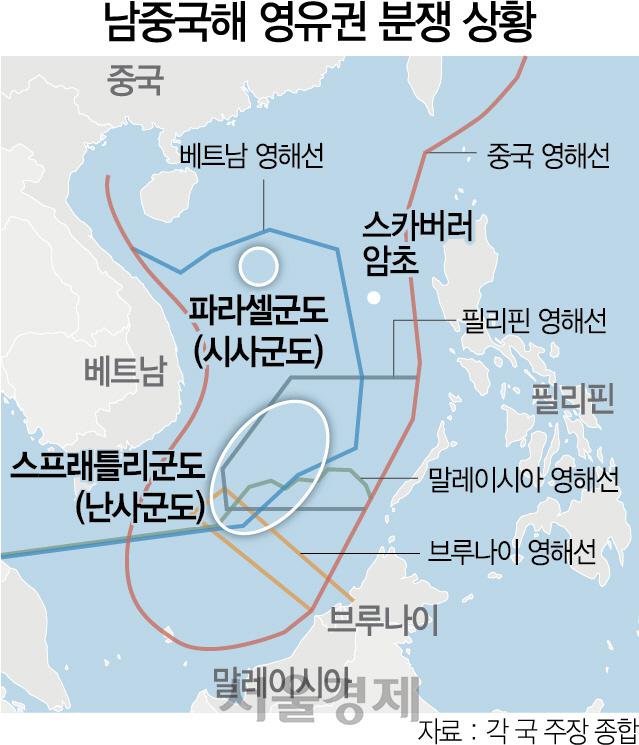 남중국해 영유권 분쟁 상황
중국
베트남 영해선
중국 영해선
스카버러
암초
파라셀군도
(시사군도)
필리핀 영해선
베트남
필리핀
스프래틀리군도
(난사군도)
말레이시아 영해선
브루나이 영해선
브루나이
말레이시아
서울경제
자료 : 각 국 주장 종합